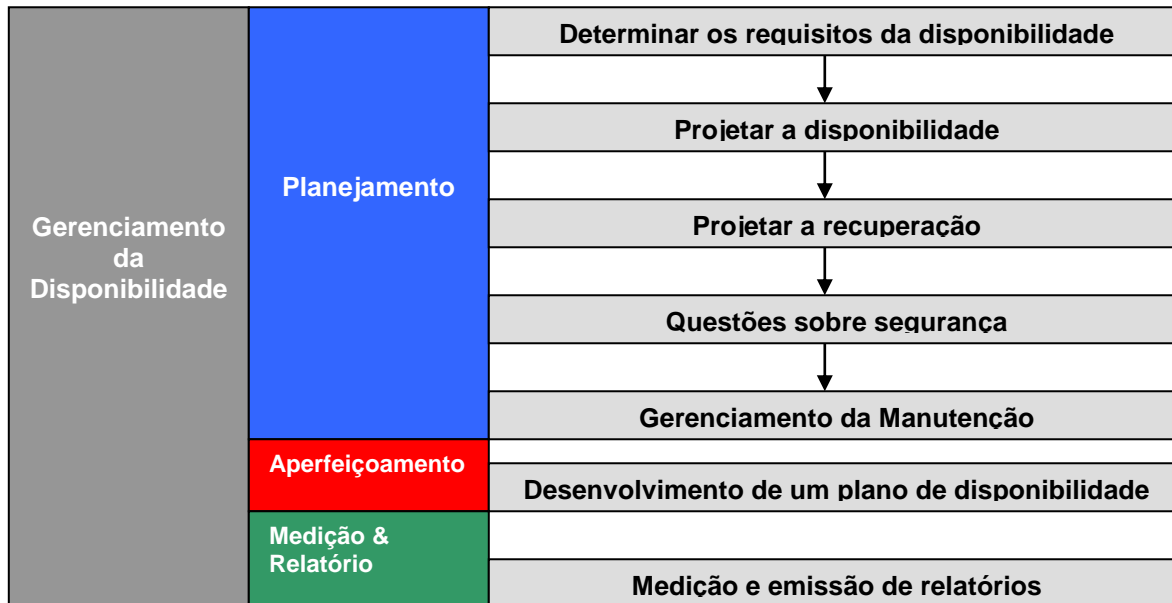 Gerenciamento
da
Disponibilidade
Planejamento
Determinar os requisitos da disponibilidade
Projetar a disponibilidade
Projetar a recuperação
Questões sobre segurança
Gerenciamento da Manutenção
Aperfeiçoamento
Desenvolvimento de um plano de disponibilidade
Medição &
Relatório
Medição e emissão de relatórios